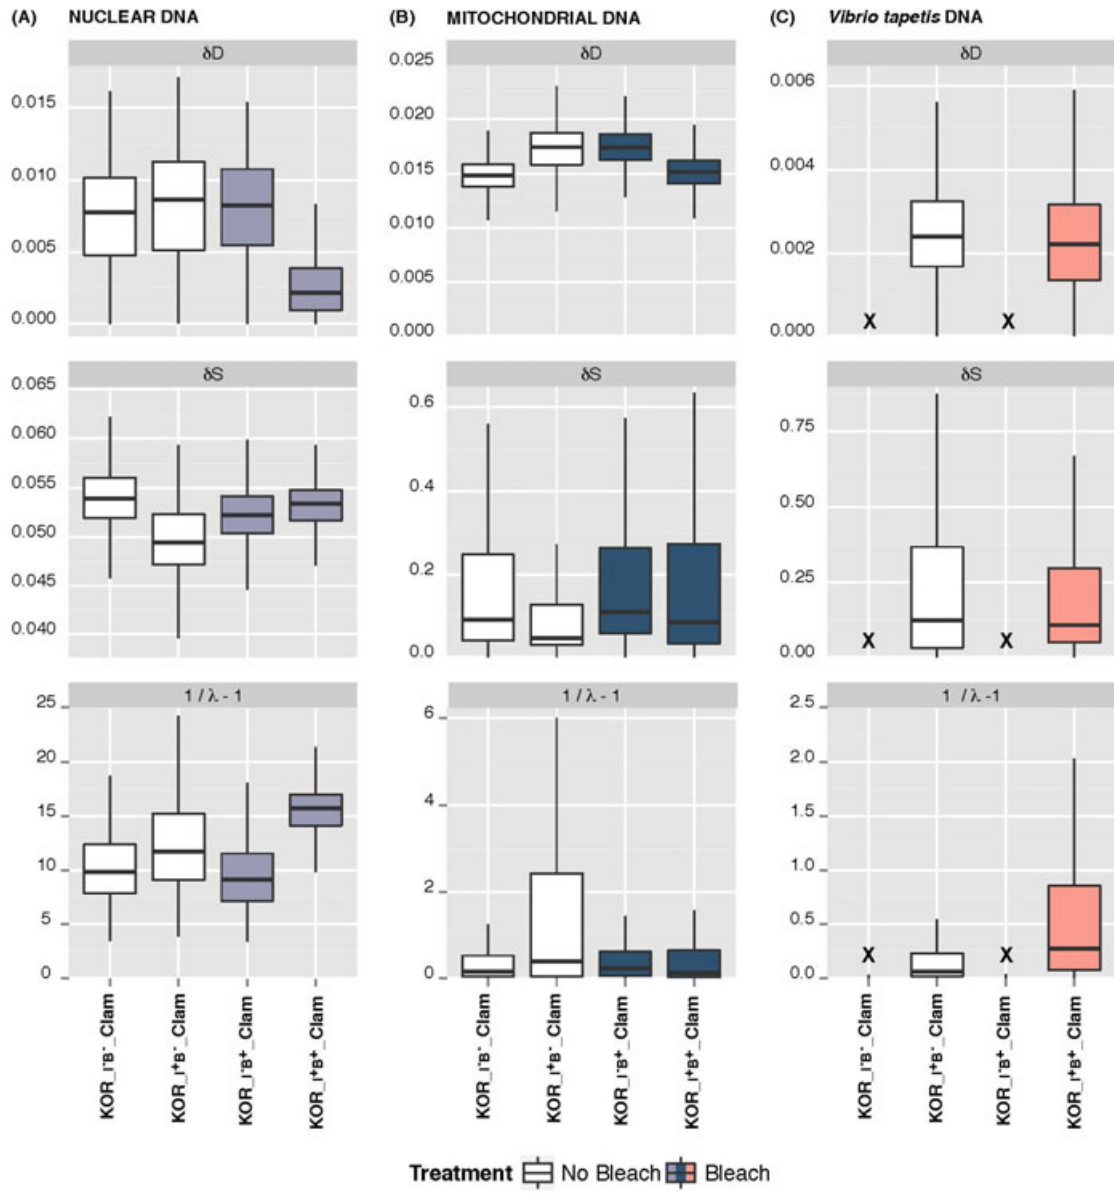 (A) NUCLEAR DNA
δD
0.015
0.010
0.005
0.000
δS
0.065
0.060
0.055
0.050
0.045
0.040
1 / λ - 1
25
20
15
10
5
0
KOR_I-B-_Clam
KOR_I+B-_Clam
KOR_I-B+_Clam
KOR_I+B+_Clam
(B) MITOCHONDRIAL DNA
δD
0.025
0.020
0.015
0.010
0.005
0.000
δS
0.6
0.4
0.2
0.0
1 / λ - 1
6
4
2
0
KOR_I-B-_Clam
KOR_I+B-_Clam
KOR_I-B+_Clam
KOR_I+B+_Clam
(C) Vibrio tapetis DNA
δD
0.006
0.004
0.002
0.000
X X
δS
0.75
0.50
0.25
0.00
X X
1 / λ -1
2.5
2.0
1.5
1.0
0.5
0.0
X X
KOR_I-B-_Clam
KOR_I+B-_Clam
KOR_I-B+_Clam
KOR_I+B+_Clam
Treatment No Bleach Bleach